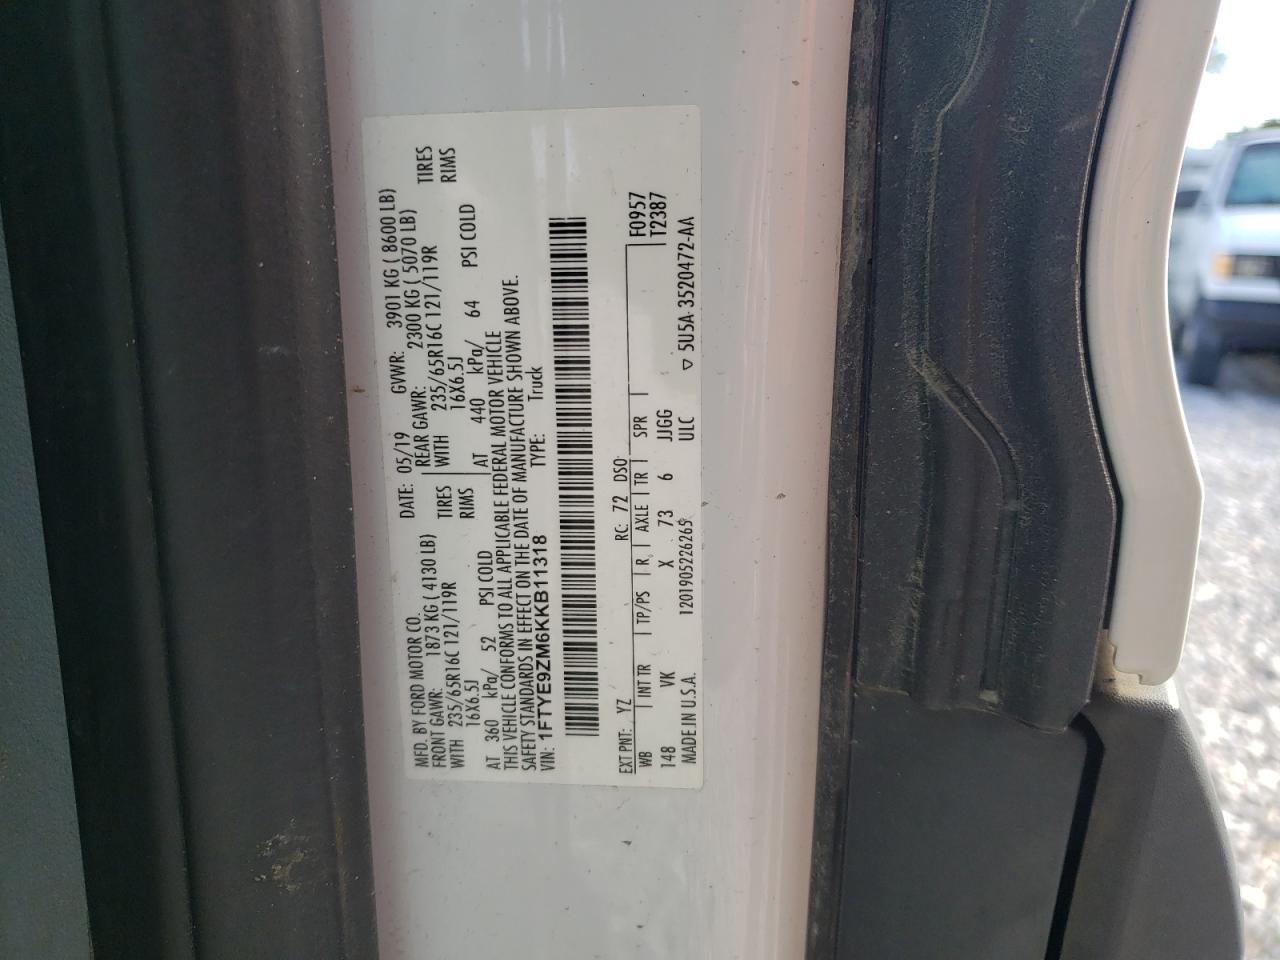 MFD. BY FORD MOTOR CO. DATE: 05/19 GVWR: 3901 KG ( 8600 LB)
FRONT GAWR: 1873 KG ( 4130 LB) REAR GAWR: 2300 KG ( 5070 LB)
WITH 235/65R16C 121/119R TIRES WITH 235/65R16C 121/119R TIRES
16X6.5J RIMS 16X6.5J RIMS
AT 360 kPa/ 52 PSI COLD AT 440 kPa/ 64 PSI COLD
THIS VEHICLE CONFORMS TO ALL APPLICABLE FEDERAL MOTOR VEHICLE
SAFETY STANDARDS IN EFFECT ON THE DATE OF MANUFACTURE SHOWN ABOVE.
VIN: 1FTYE9ZM6KKB11318 TYPE: Truck
EXT PNT: YZ RC: 72 DSO: F0957
WB INT TR TP/PS R AXLE TR SPR T2387
148 VK X 73 6 JJGG
MADE IN U.S.A. 1201905226265 ULC ▽ 5U5A-3520472-AA